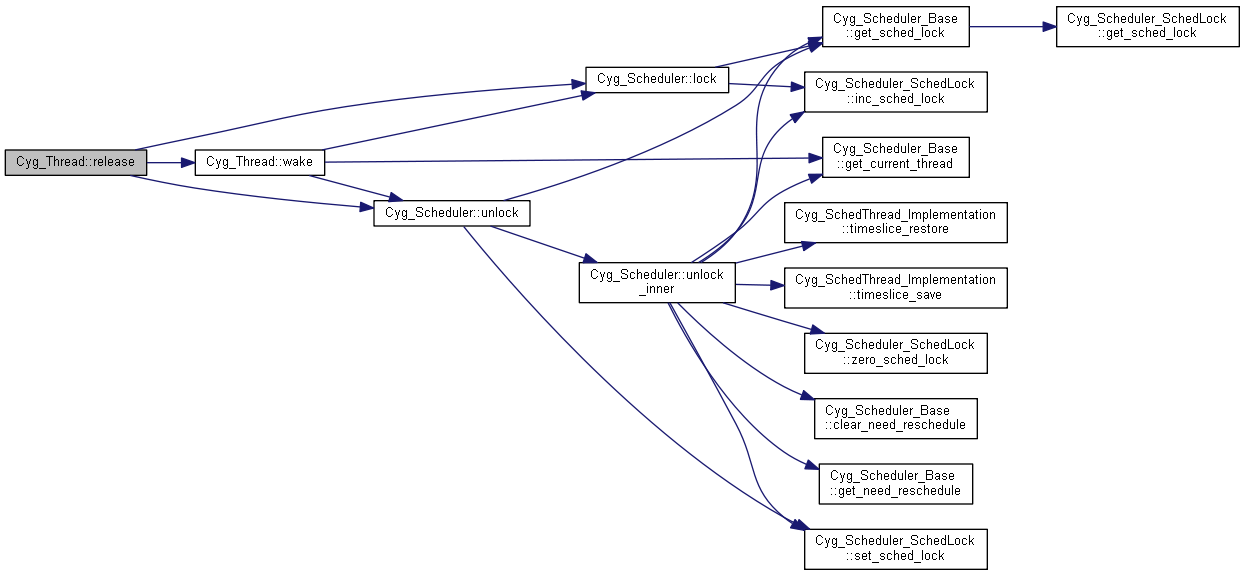 Cyg_Thread::release
Cyg_Thread::wake
Cyg_Scheduler::unlock
Cyg_Scheduler::lock
Cyg_Scheduler::unlock
_inner
Cyg_Scheduler_Base
::get_sched_lock
Cyg_Scheduler_SchedLock
::get_sched_lock
Cyg_Scheduler_SchedLock
::inc_sched_lock
Cyg_Scheduler_Base
::get_current_thread
Cyg_SchedThread_Implementation
::timeslice_restore
Cyg_SchedThread_Implementation
::timeslice_save
Cyg_Scheduler_SchedLock
::zero_sched_lock
Cyg_Scheduler_Base
::clear_need_reschedule
Cyg_Scheduler_Base
::get_need_reschedule
Cyg_Scheduler_SchedLock
::set_sched_lock